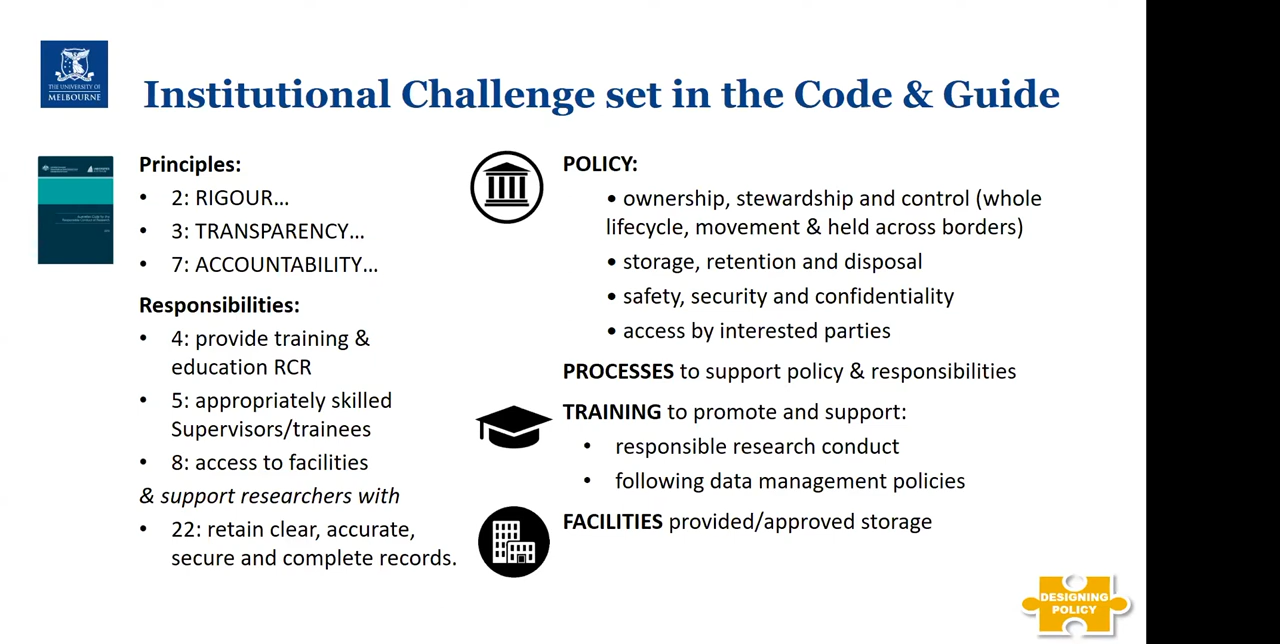 THE UNIVERSITY OF
MELBOURNE
Institutional Challenge set in the Code & Guide
Principles:
• 2: RIGOUR…
• 3: TRANSPARENCY…
• 7: ACCOUNTABILITY…
Responsibilities:
• 4: provide training &
education RCR
• 5: appropriately skilled
Supervisors/trainees
• 8: access to facilities
& support researchers with
• 22: retain clear, accurate,
secure and complete records.
POLICY:
• ownership, stewardship and control (whole
lifecycle, movement & held across borders)
• storage, retention and disposal
• safety, security and confidentiality
• access by interested parties
PROCESSES to support policy & responsibilities
TRAINING to promote and support:
• responsible research conduct
• following data management policies
FACILITIES provided/approved storage
DESIGNING
POLICY